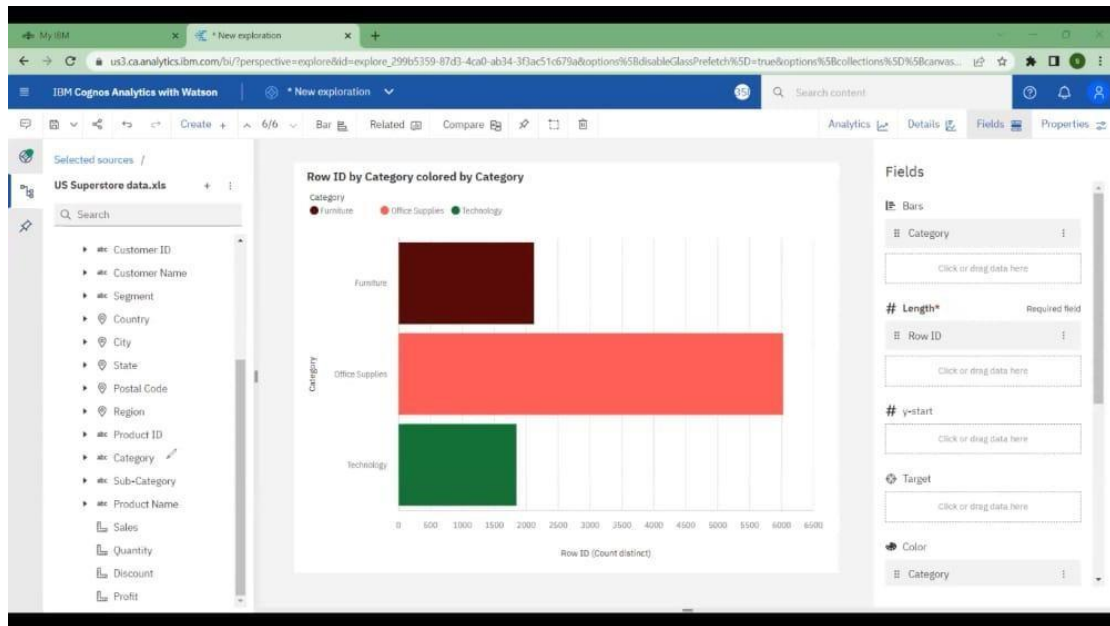 My IBM
* New exploration
us3.ca.analytics.ibm.com/bi/?perspective=explore&id=explore_299b5359-87d3-4ca0-ab34-3f3ac51c679a&options%5BdisableGlassPrefetch%5D=true&options%5Bcollections%5D%5Bcanvas...
IBM Cognos Analytics with Watson
* New exploration
Search content
Create +
6/6
Bar
Related
Compare
Analytics
Details
Fields
Properties
Selected sources /
US Superstore data.xls
Search
abc Customer ID
abc Customer Name
abc Segment
Country
City
State
Postal Code
Region
abc Product ID
abc Category
abc Sub-Category
abc Product Name
Sales
Quantity
Discount
Profit
Row ID by Category colored by Category
Category
Furniture Office Supplies Technology
Category
Furniture
Office Supplies
Technology
0 500 1000 1500 2000 2500 3000 3500 4000 4500 5000 5500 6000 6500
Row ID (Count distinct)
Fields
Bars
Category
Click or drag data here
# Length* Required field
Row ID
Click or drag data here
# y-start
Click or drag data here
Target
Click or drag data here
Color
Category